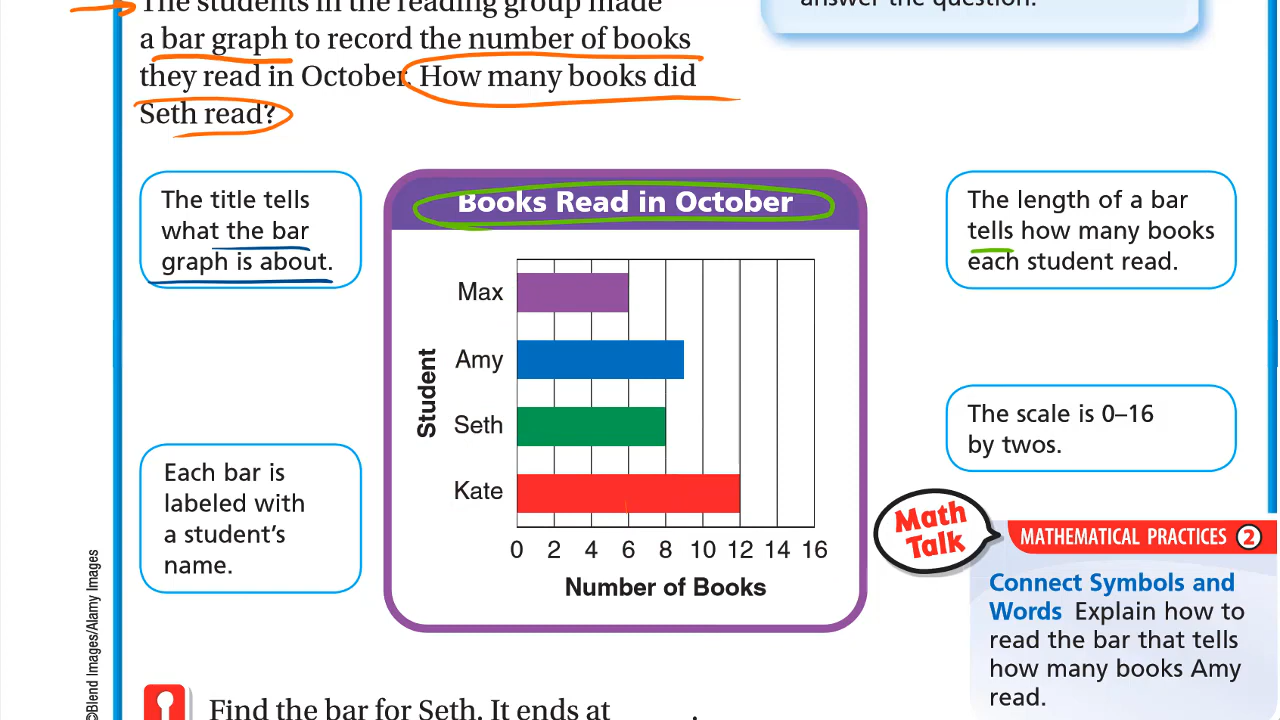 The students in the reading group made
a bar graph to record the number of books
they read in October. How many books did
Seth read?
answer the question.
The title tells
what the bar
graph is about.
Each bar is
labeled with
a student's
name.
Books Read in October
Student
Max
Amy
Seth
Kate
0 2 4 6 8 10 12 14 16
Number of Books
The length of a bar
tells how many books
each student read.
The scale is 0–16
by twos.
Math
Talk
MATHEMATICAL PRACTICES 2
Connect Symbols and
Words Explain how to
read the bar that tells
how many books Amy
read.
©Blend Images/Alamy Images
Find the bar for Seth. It ends at ______.